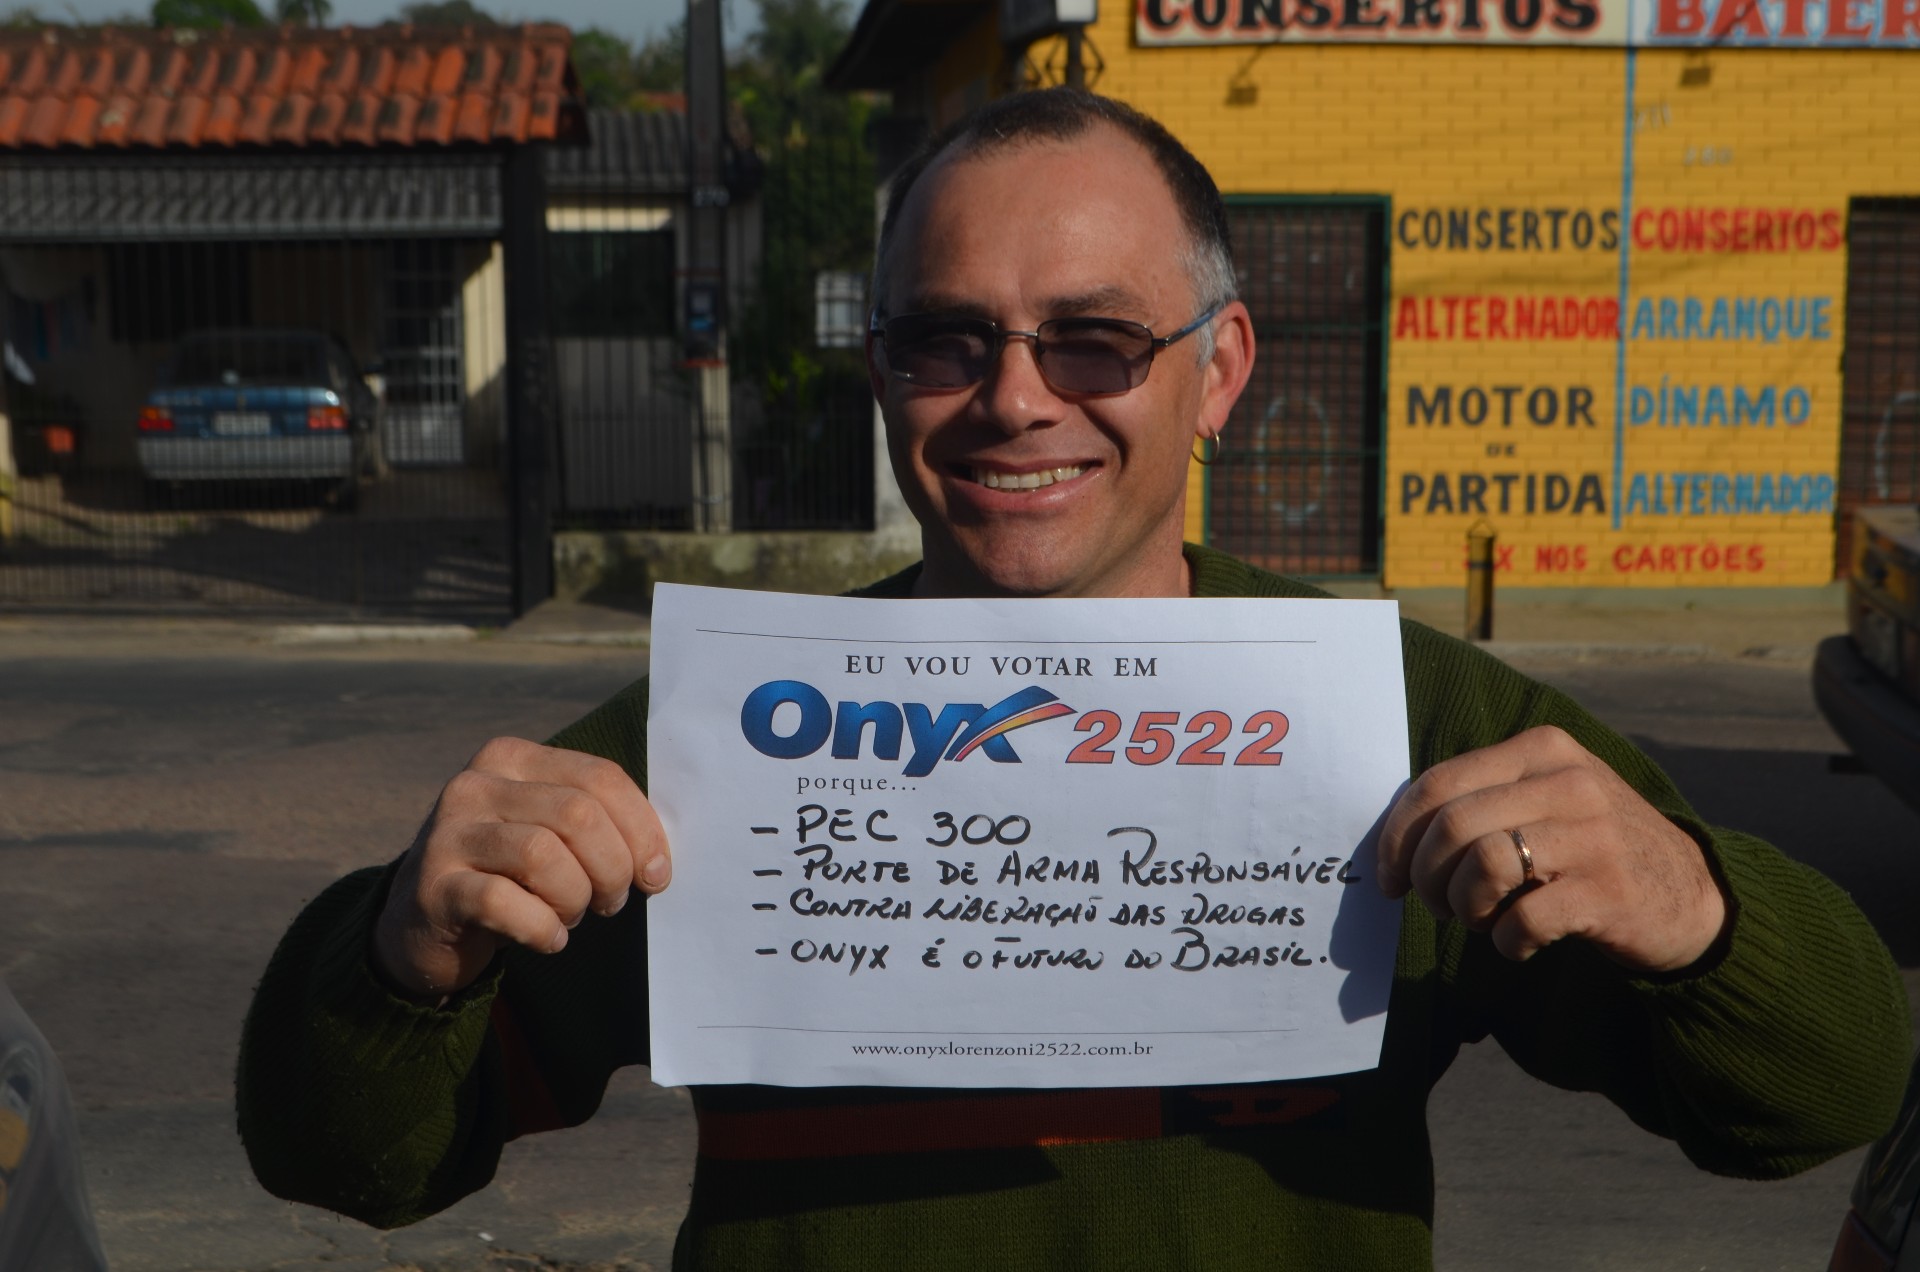 CONSERTOS
CONSERTOS CONSERTOS
ALTERNADOR ARRANQUE
MOTOR DÍNAMO
DE
PARTIDA ALTERNADOR
X NOS CARTÕES
EU VOU VOTAR EM
Onyx 2522
porque...
- PEC 300
- PORTE DE ARMA RESPONSÁVEL
- CONTRA LIBERAÇÃO DAS DROGAS
- ONYX É O FUTURO DO BRASIL.
www.onyxlorenzoni2522.com.br